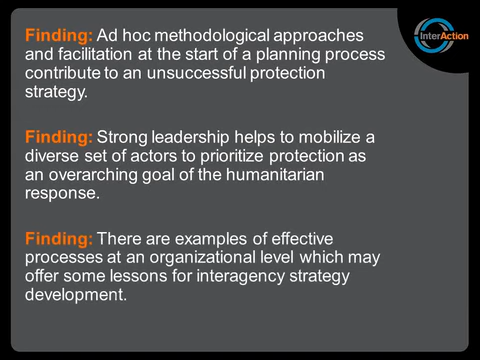 InterAction
Finding: Ad hoc methodological approaches
and facilitation at the start of a planning process
contribute to an unsuccessful protection
strategy.
Finding: Strong leadership helps to mobilize a
diverse set of actors to prioritize protection as
an overarching goal of the humanitarian
response.
Finding: There are examples of effective
processes at an organizational level which may
offer some lessons for interagency strategy
development.